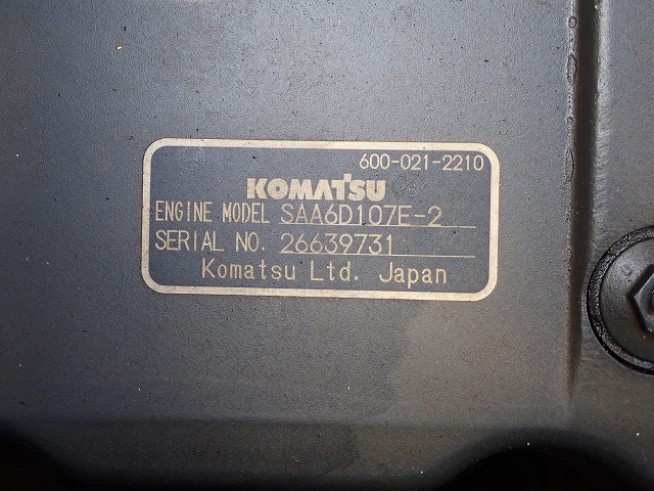 600-021-2210
KOMATSU
ENGINE MODEL SAA6D107E-2
SERIAL NO. 26639731
Komatsu Ltd. Japan